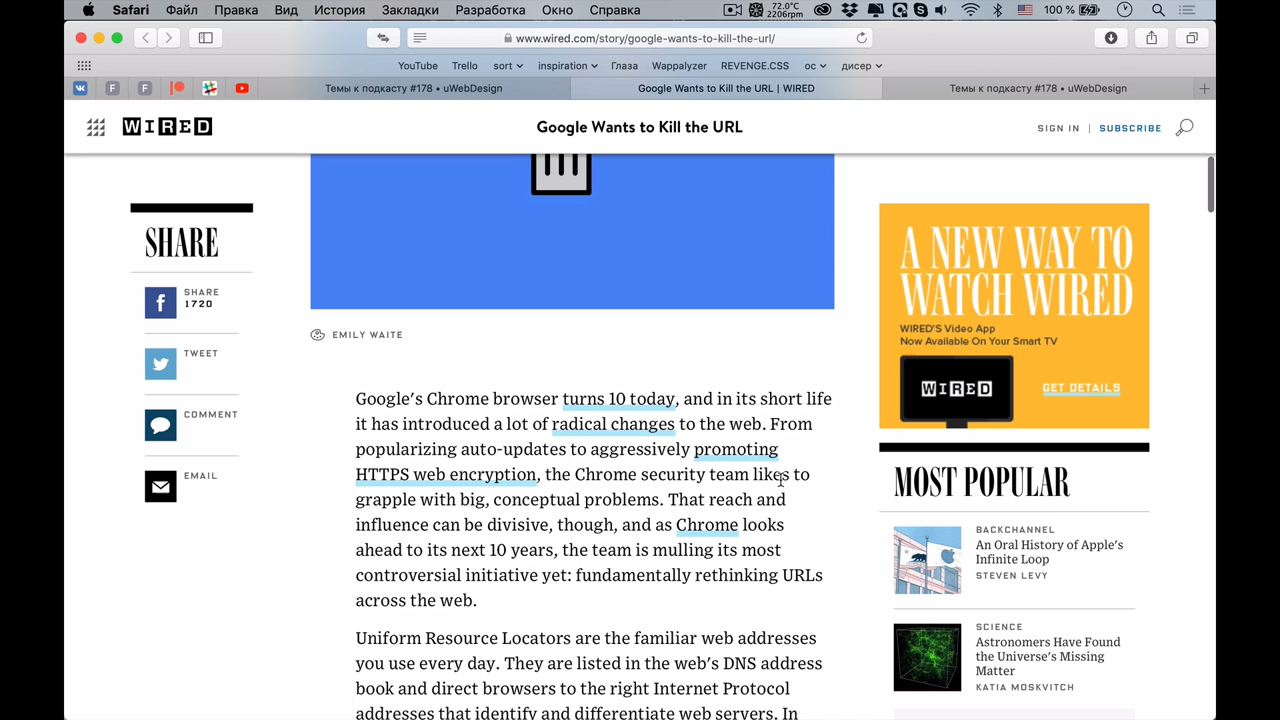 Safari Файл Правка Вид История Закладки Разработка Окно Справка
72.0°C
2206rpm
100 %
www.wired.com/story/google-wants-to-kill-the-url/
YouTube Trello sort inspiration Глаза Wappalyzer REVENGE.CSS ос дисер
Темы к подкасту #178 • uWebDesign
Google Wants to Kill the URL | WIRED
Темы к подкасту #178 • uWebDesign
WIRED
Google Wants to Kill the URL
SIGN IN | SUBSCRIBE
SHARE
SHARE
1720
TWEET
COMMENT
EMAIL
EMILY WAITE
Google's Chrome browser turns 10 today, and in its short life
it has introduced a lot of radical changes to the web. From
popularizing auto-updates to aggressively promoting
HTTPS web encryption, the Chrome security team likes to
grapple with big, conceptual problems. That reach and
influence can be divisive, though, and as Chrome looks
ahead to its next 10 years, the team is mulling its most
controversial initiative yet: fundamentally rethinking URLs
across the web.
Uniform Resource Locators are the familiar web addresses
you use every day. They are listed in the web's DNS address
book and direct browsers to the right Internet Protocol
addresses that identify and differentiate web servers. In
A NEW WAY TO
WATCH WIRED
WIRED'S Video App
Now Available On Your Smart TV
WIRED
GET DETAILS
MOST POPULAR
BACKCHANNEL
An Oral History of Apple's
Infinite Loop
STEVEN LEVY
SCIENCE
Astronomers Have Found
the Universe's Missing
Matter
KATIA MOSKVITCH